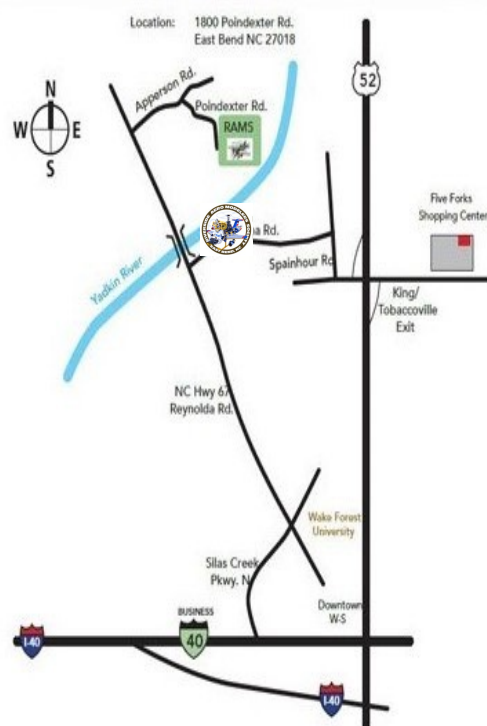 Location: 1800 Poindexter Rd.
East Bend NC 27018
52
N
W E
S
Apperson Rd.
Poindexter Rd.
RAMS
Five Forks
Shopping Center
Rd.
Spainhour Rd
Yadkin River
King/
Tobaccoville
Exit
NC Hwy 67
Reynolda Rd.
Wake Forest
University
Silas Creek
Pkwy. N
Downtown
W-S
BUSINESS
I-40
40
I-40